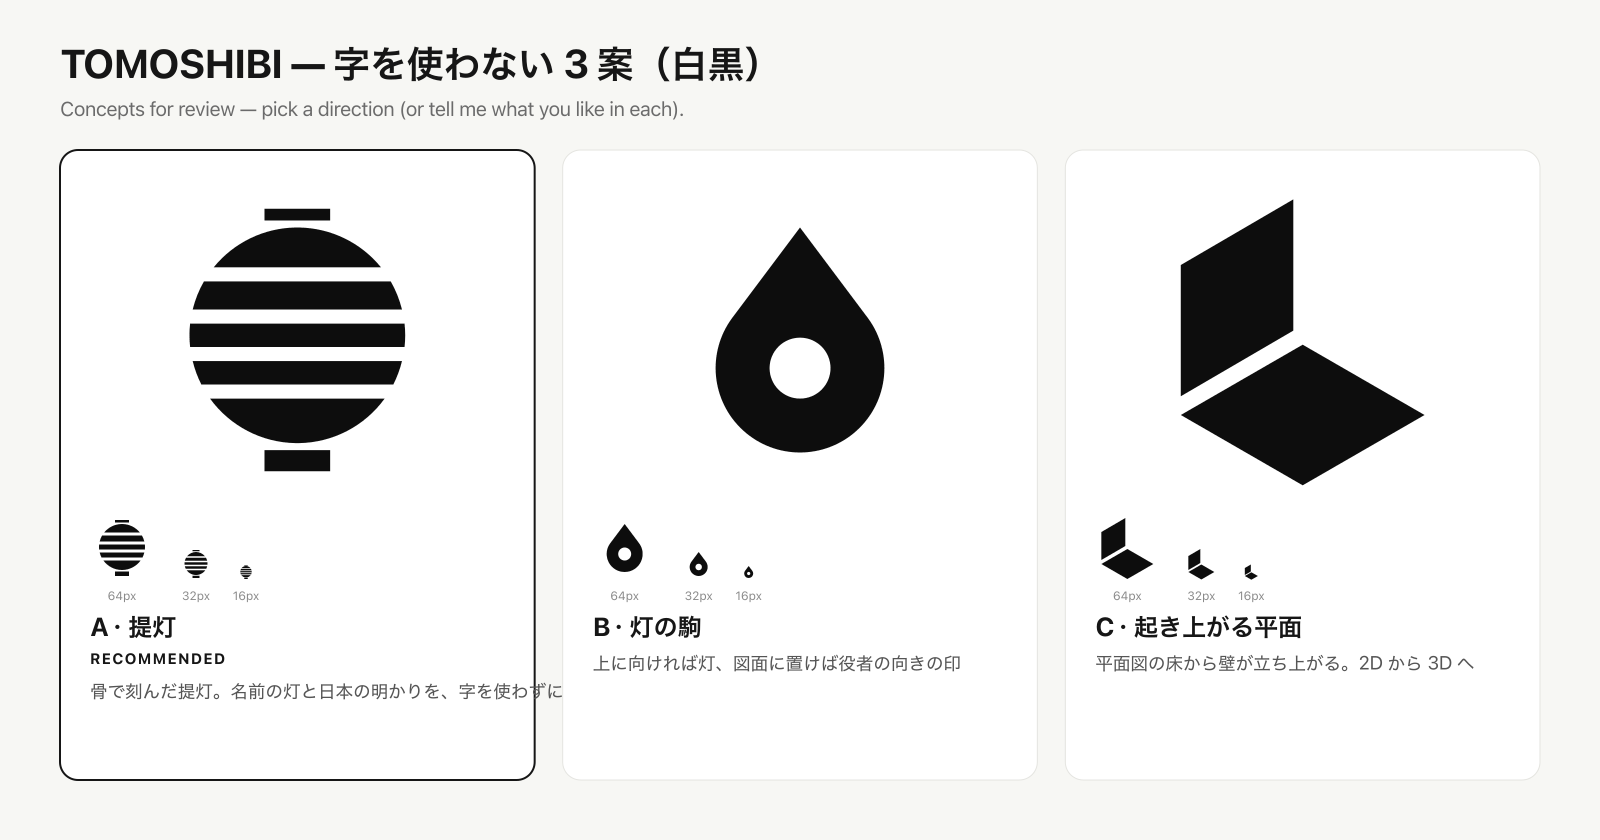 TOMOSHIBI — 字を使わない 3 案（白黒）
Concepts for review — pick a direction (or tell me what you like in each).
64px 32px 16px
A · 提灯
RECOMMENDED
骨で刻んだ提灯。名前の灯と日本の明かりを、字を使わずに
64px 32px 16px
B · 灯の駒
上に向ければ灯、図面に置けば役者の向きの印
64px 32px 16px
C · 起き上がる平面
平面図の床から壁が立ち上がる。2D から 3D へ